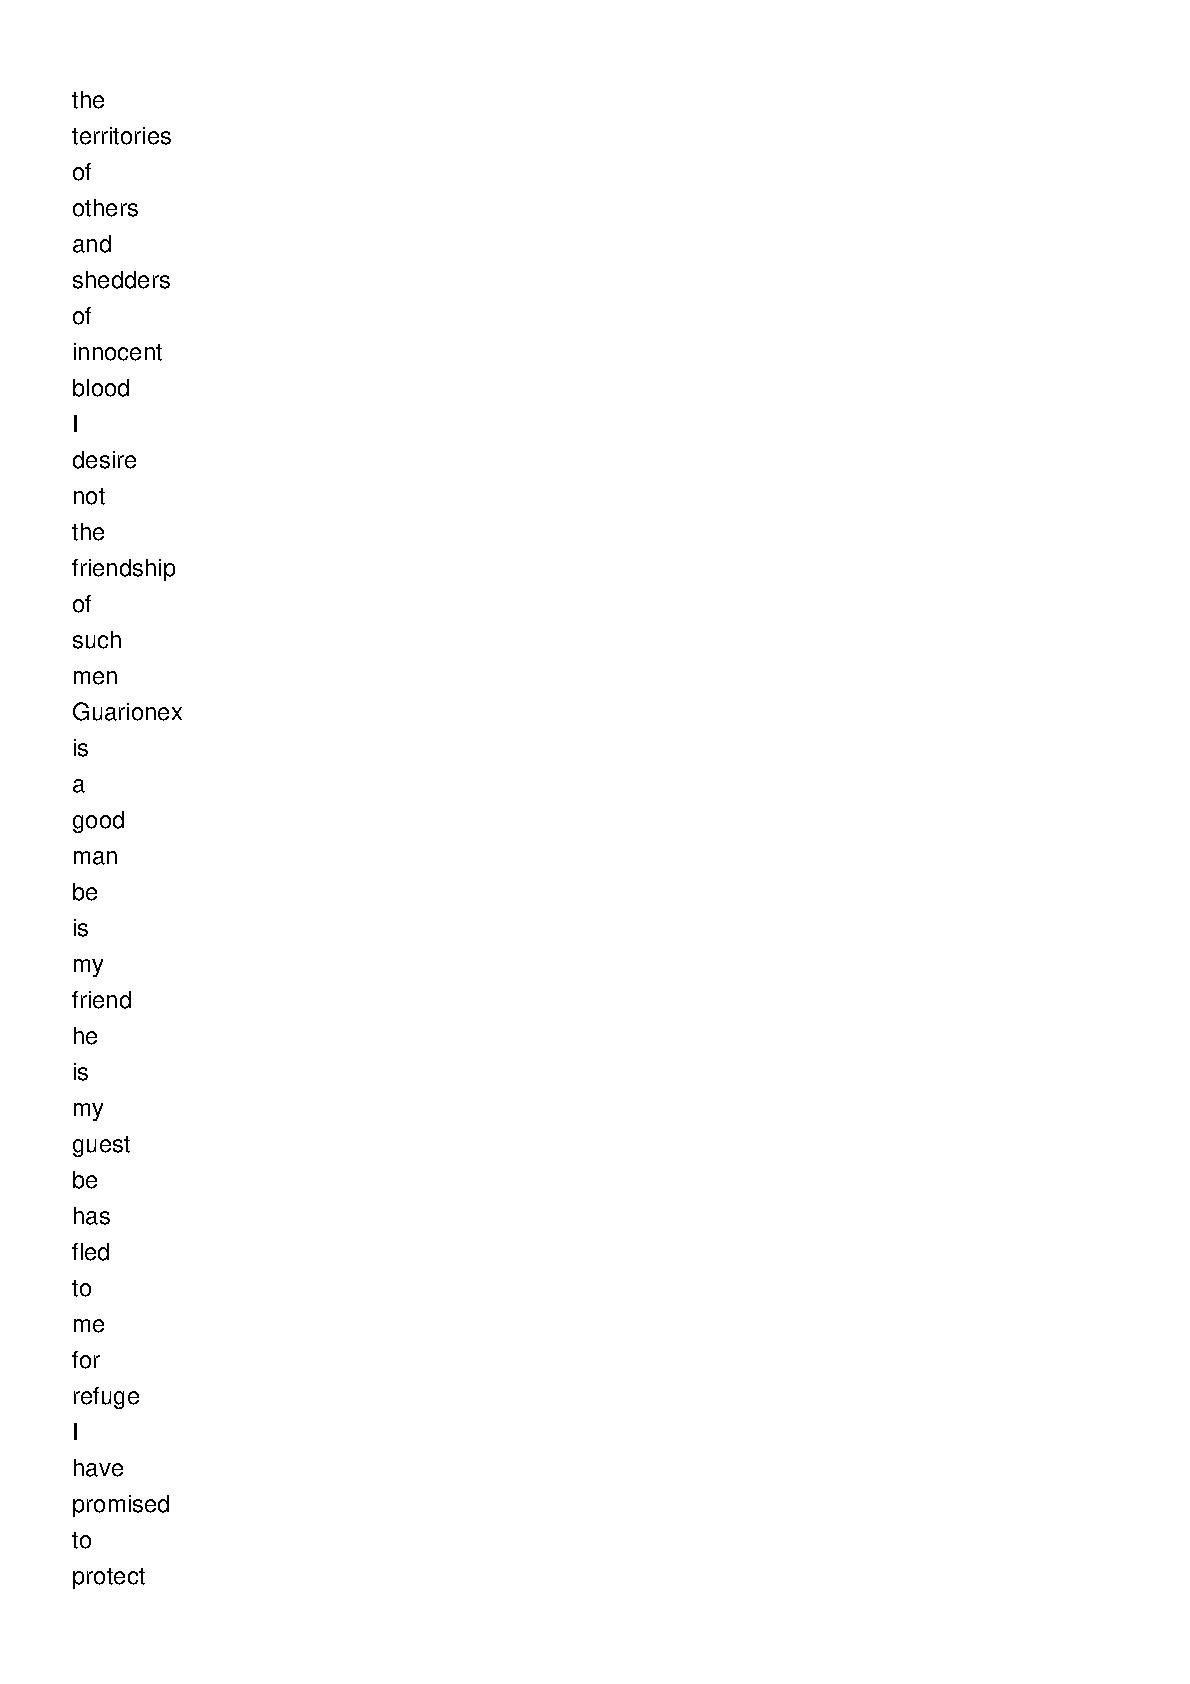 the
territories
of
others
and
shedders
of
innocent
blood
I
desire
not
the
friendship
of
such
men
Guarionex
is
a
good
man
be
is
my
friend
he
is
my
guest
be
has
fled
to
me
for
refuge
I
have
promised
to
protect